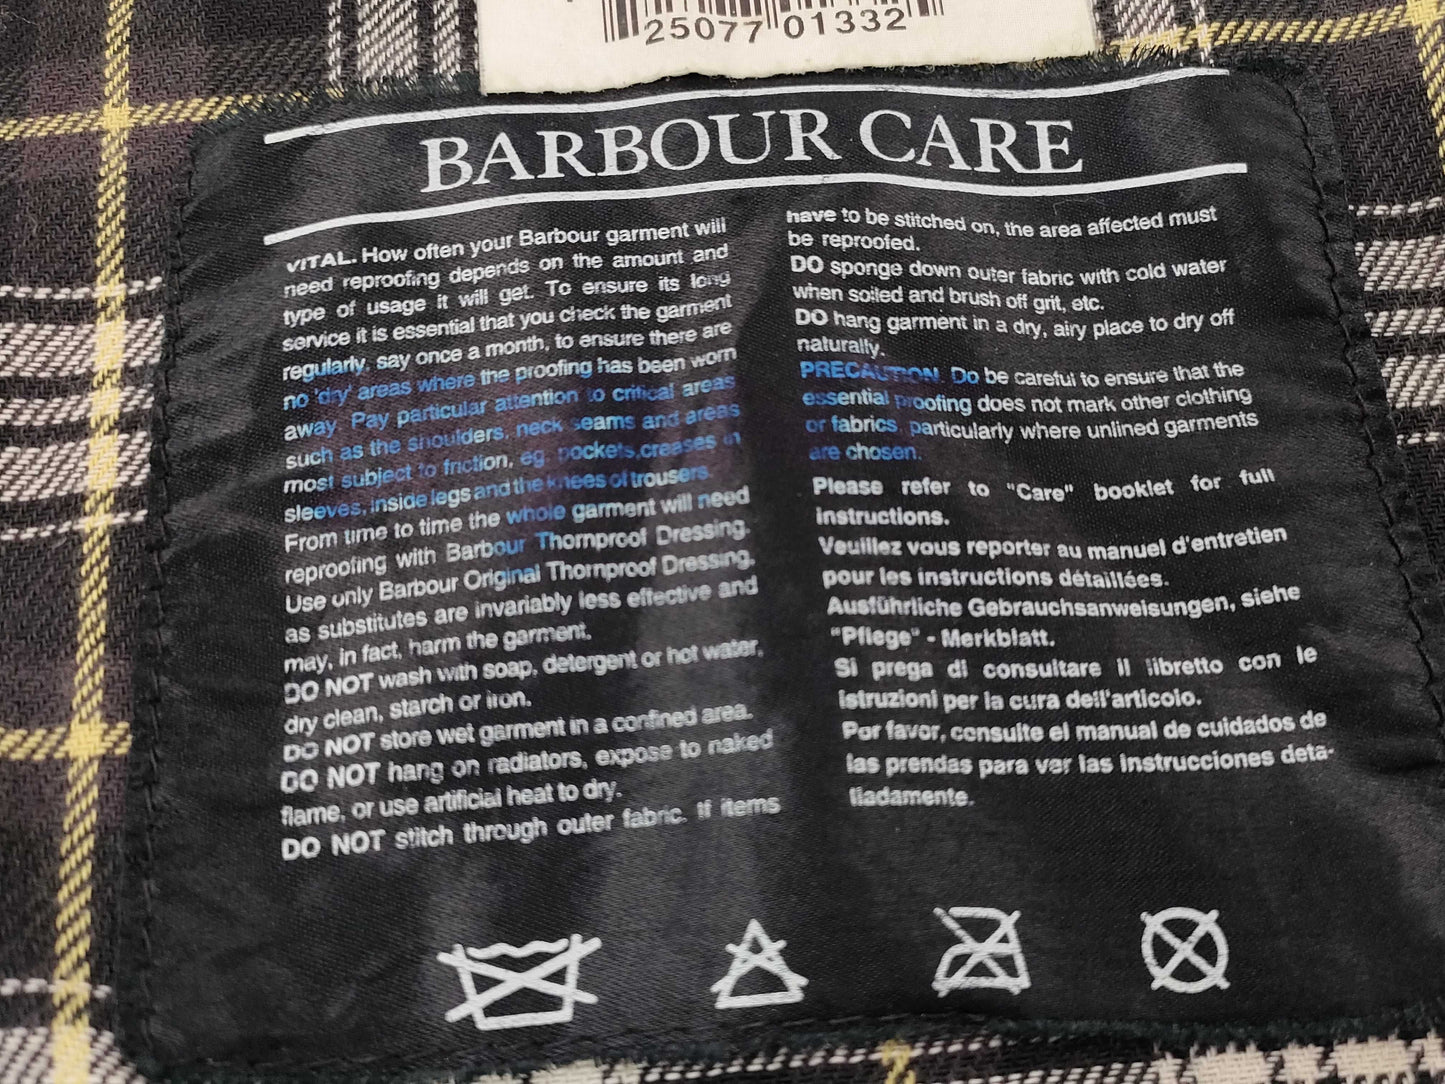 25077 01332
BARBOUR CARE
VITAL. How often your Barbour garment will
need reproofing depends on the amount and
type of usage it will get. To ensure its long
service it is essential that you check the garment
regularly, say once a month, to ensure there are
no 'dry' areas where the proofing has been worn
away. Pay particular attention to critical areas
such as the shoulders, neck seams and areas
most subject to friction, eg. pockets,creases in
sleeves, inside legs and the knees of trousers.
From time to time the whole garment will need
reproofing with Barbour Thornproof Dressing.
Use only Barbour Original Thornproof Dressing,
as substitutes are invariably less effective and
may, in fact, harm the garment.
DO NOT wash with soap, detergent or hot water,
dry clean, starch or iron.
DO NOT store wet garment in a confined area.
DO NOT hang on radiators, expose to naked
flame, or use artificial heat to dry.
DO NOT stitch through outer fabric. If items
have to be stitched on, the area affected must
be reproofed.
DO sponge down outer fabric with cold water
when soiled and brush off grit, etc.
DO hang garment in a dry, airy place to dry off
naturally.
PRECAUTION. Do be careful to ensure that the
essential proofing does not mark other clothing
or fabrics, particularly where unlined garments
are chosen.
Please refer to "Care" booklet for full
instructions.
Veuillez vous reporter au manuel d'entretien
pour les instructions détaillées.
Ausführliche Gebrauchsanweisungen, siehe
"Pflege" - Merkblatt.
Si prega di consultare il libretto con le
istruzioni per la cura dell'articolo.
Por favor, consulte el manual de cuidados de
las prendas para ver las instrucciones deta-
lladamente.